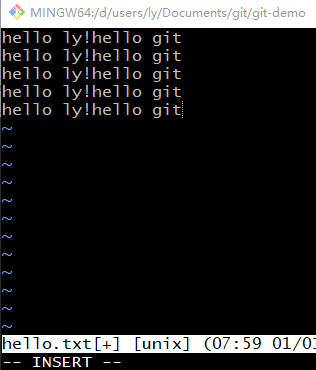 MINGW64:/d/users/ly/Documents/git/git-demo
hello ly!hello git
hello ly!hello git
hello ly!hello git
hello ly!hello git
hello ly!hello git
~
~
~
~
~
~
~
~
~
~
~
~
hello.txt[+] [unix] (07:59 01/0
-- INSERT --